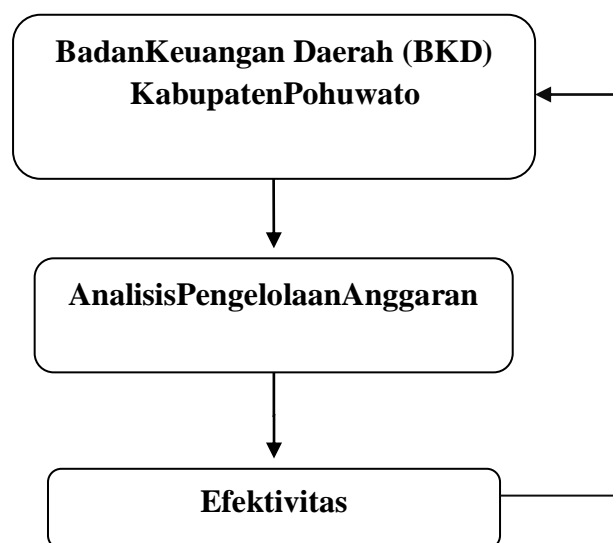 BadanKeuangan Daerah (BKD)
KabupatenPohuwato
AnalisisPengelolaanAnggaran
Efektivitas